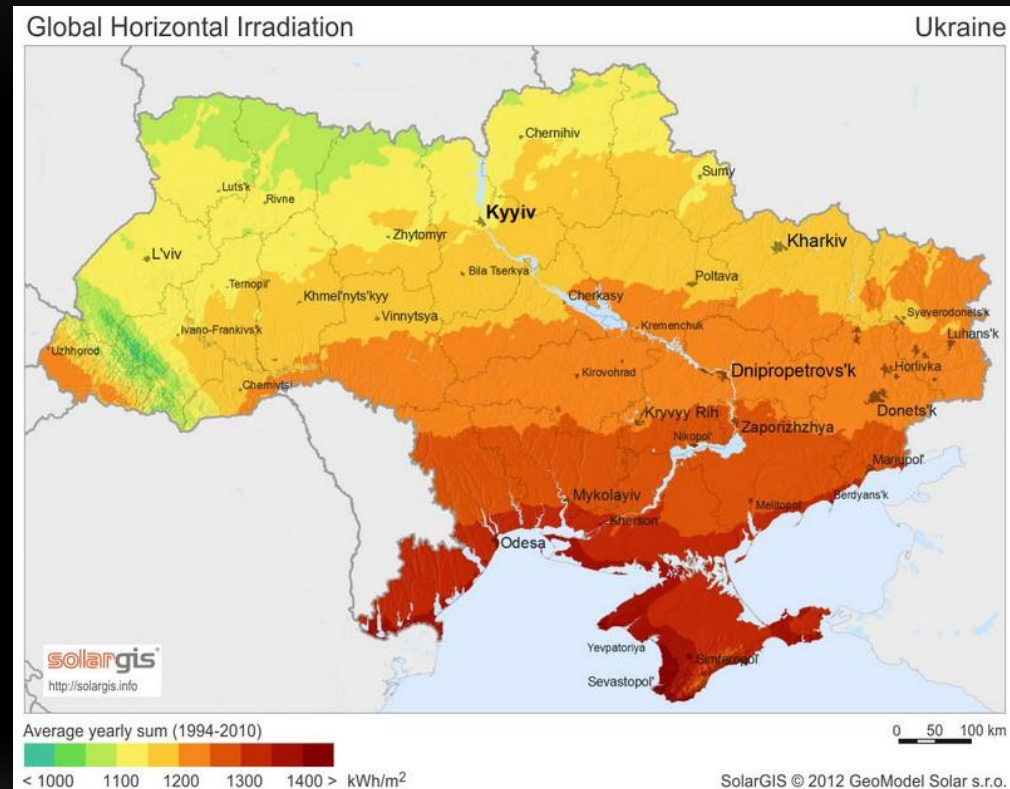 Global Horizontal Irradiation
Ukraine
Chernihiv
Sumy
Luts'k
Rivne
Kyyiv
Zhytomyr
Kharkiv
L'viv
Ternopil'
Bila Tserkva
Poltava
Khmel'nyts'kyy
Cherkasy
Vinnytsya
Syeverodonets'k
Ivano-Frankivs'k
Kremenchuk
Luhans'k
Uzhhorod
Horlivka
Dnipropetrovs'k
Kirovohrad
Chernivtsi
Donets'k
Kryvyy Rih
Zaporizhzhya
Nikopol'
Marjupol'
Mykolayiv
Berdyans'k
Melitopol'
Kherson
Odesa
Yevpatoriya
Simferopol'
Sevastopol'
solargis
http://solargis.info
Average yearly sum (1994-2010)
0 50 100 km
< 1000 1100 1200 1300 1400 > kWh/m²
SolarGIS © 2012 GeoModel Solar s.r.o.